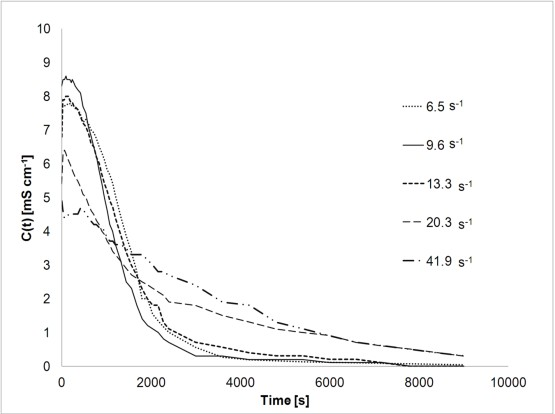 10
9
8
7
6
5
4
3
2
1
0
C(t) [mS cm⁻¹]
6.5 s⁻¹
9.6 s⁻¹
13.3 s⁻¹
20.3 s⁻¹
41.9 s⁻¹
0 2000 4000 6000 8000 10000
Time [s]